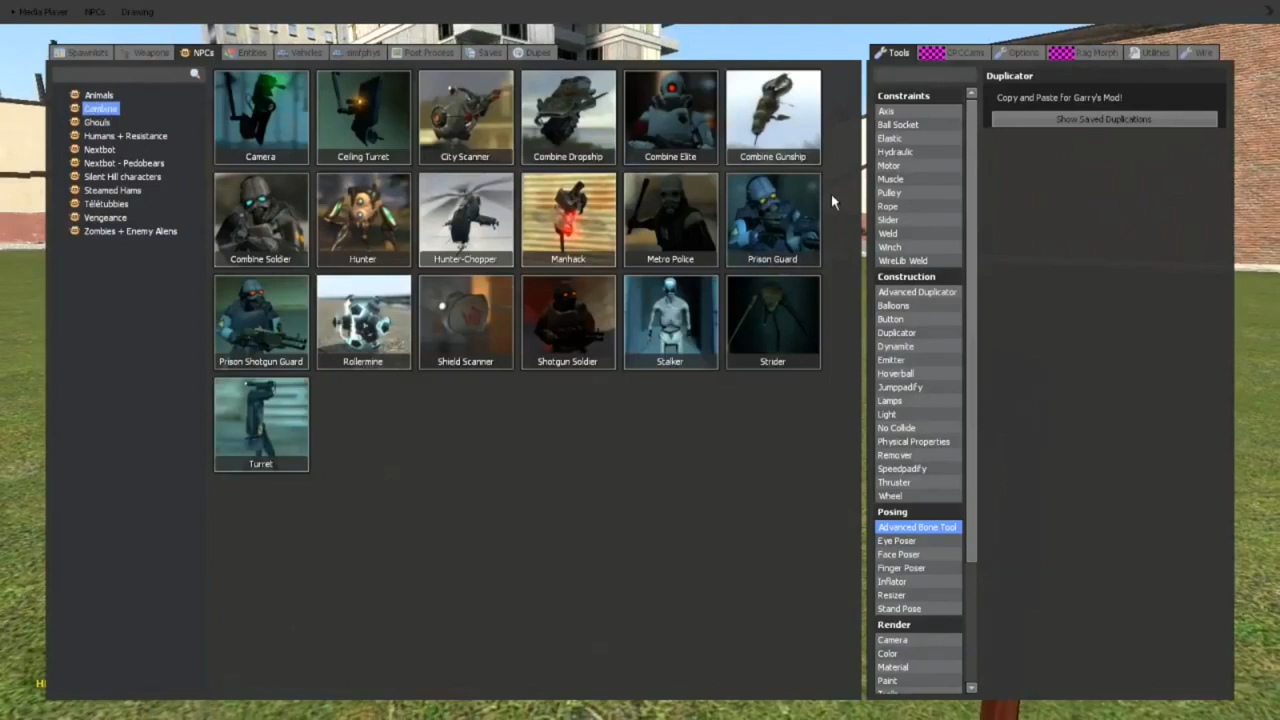 Media Player NPCs Drawing
Spawnlists Weapons NPCs Entities Vehicles simfphys Post Process Saves Dupes
Animals
Combine
Ghouls
Humans + Resistance
Nextbot
Nextbot - Pedobears
Silent Hill characters
Steamed Hams
Télétubbies
Vengeance
Zombies + Enemy Aliens
Camera Ceiling Turret City Scanner Combine Dropship Combine Elite Combine Gunship
Combine Soldier Hunter Hunter-Chopper Manhack Metro Police Prison Guard
Prison Shotgun Guard Rollermine Shield Scanner Shotgun Soldier Stalker Strider
Turret
Tools Options Rag Morph Utilities Wire
Constraints
Axis
Ball Socket
Elastic
Hydraulic
Motor
Muscle
Pulley
Rope
Slider
Weld
Winch
WireLib Weld
Construction
Advanced Duplicator
Balloons
Button
Duplicator
Dynamite
Emitter
Hoverball
Jumppadify
Lamps
Light
No Collide
Physical Properties
Remover
Speedpadify
Thruster
Wheel
Posing
Advanced Bone Tool
Eye Poser
Face Poser
Finger Poser
Inflator
Resizer
Stand Pose
Render
Camera
Color
Material
Paint
Duplicator
Copy and Paste for Garry's Mod!
Show Saved Duplications